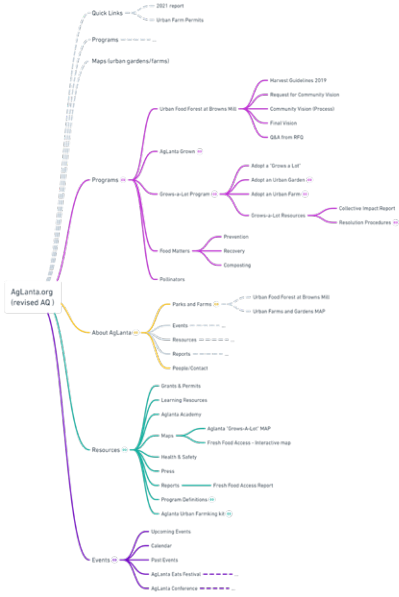 2021 report
Quick Links
Urban Farm Permits
Programs
...
Maps (urban gardens/farms)
Harvest Guidelines 2019
Request for Community Vision
Urban Food Forest at Browns Mill
Community Vision (Process)
Final Vision
Q&A from RFQ
AgLanta Grown
Adopt a "Grows a Lot"
Adopt an Urban Garden
Programs
Grows-a-Lot Program
Adopt an Urban Farm
Collective Impact Report
Grows-a-Lot Resources
Resolution Procedures
Prevention
Food Matters
Recovery
Composting
Pollinators
AgLanta.org
(revised AQ )
Urban Food Forest at Browns Mill
Parks and Farms
Urban Farms and Gardens MAP
Events
...
About AgLanta
Resources
...
Reports
...
People/Contact
Grants & Permits
Learning Resources
Aglanta Academy
Aglanta "Grows-A-Lot" MAP
Maps
Fresh Food Access - Interactive map
Resources
Health & Safety
Press
Reports
Fresh Food Access Report
Program Definitions
Aglanta Urban Farmking kit
Upcoming Events
Calendar
Events
Past Events
AgLanta Eats Festival
...
AgLanta Conference
...